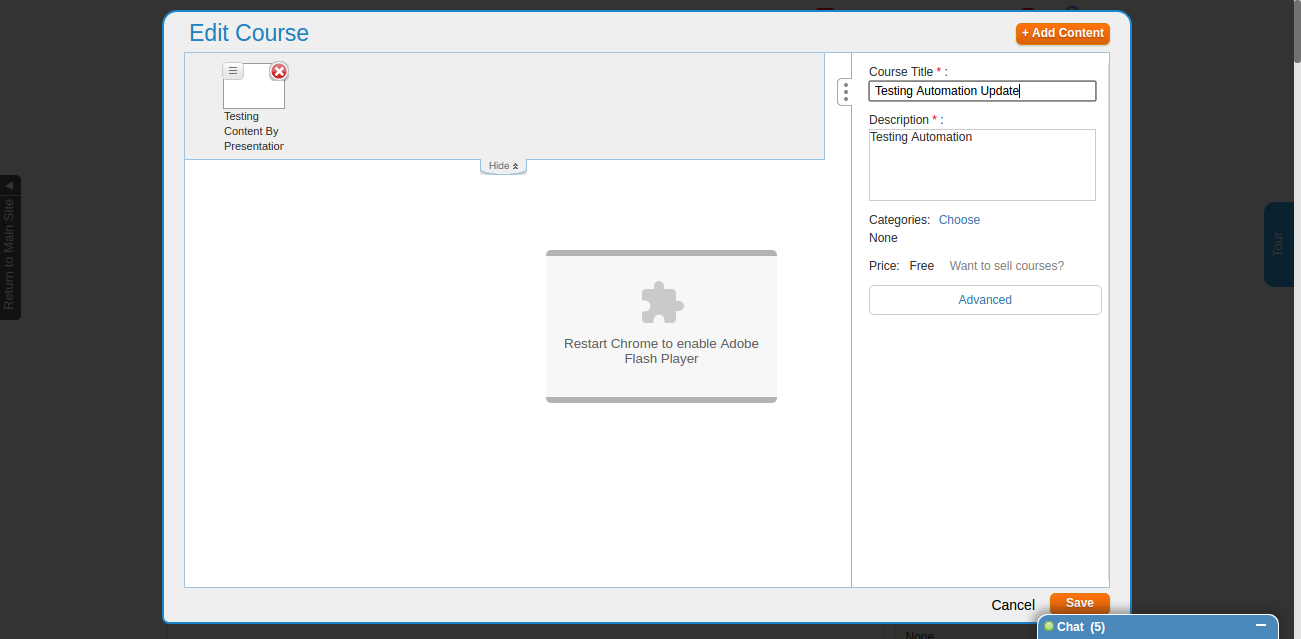 Edit Course
+ Add Content
Testing
Content By
Presentation
Hide
Course Title * :
Testing Automation Update
Description * :
Testing Automation
Categories: Choose
None
Price: Free Want to sell courses?
Advanced
Restart Chrome to enable Adobe
Flash Player
Return to Main Site
Tour
Cancel
Save
None
Chat (5)